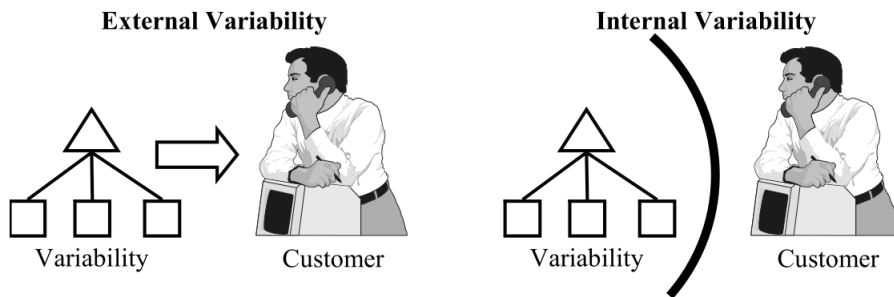 External Variability
Internal Variability
Variability
Customer
Variability
Customer